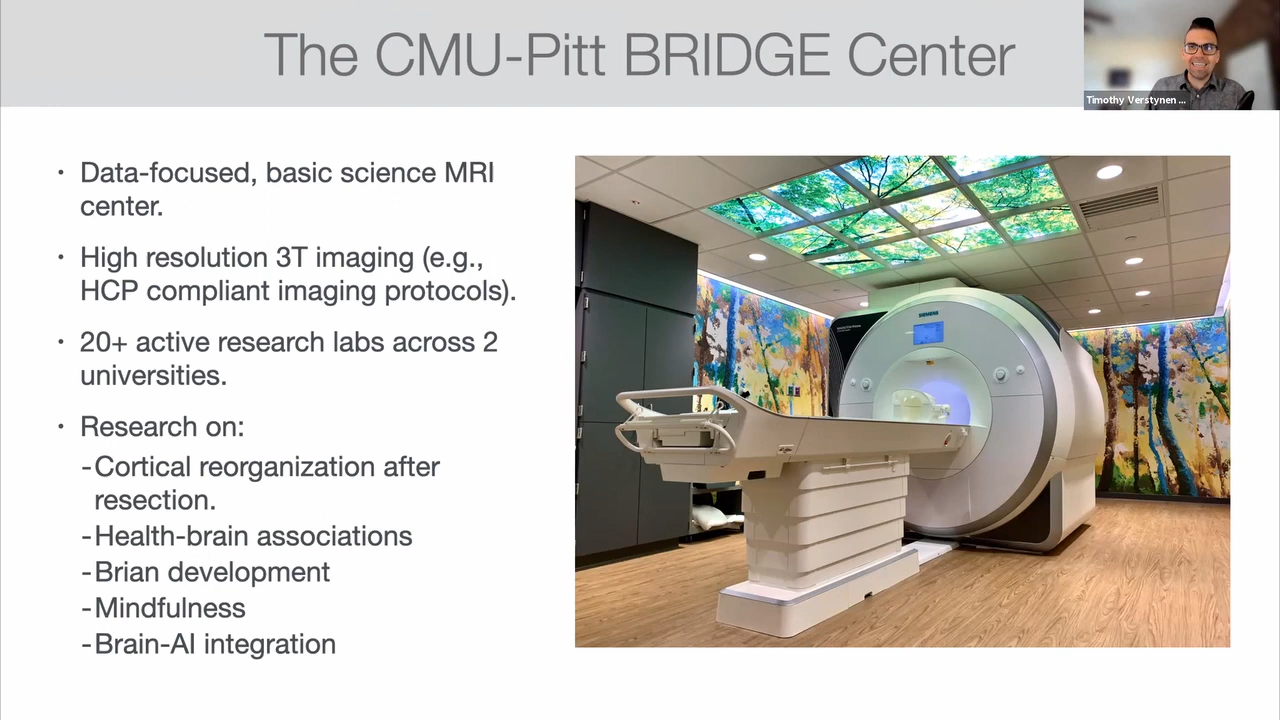 The CMU-Pitt BRIDGE Center
Timothy Verstynen ...
• Data-focused, basic science MRI
center.
• High resolution 3T imaging (e.g.,
HCP compliant imaging protocols).
• 20+ active research labs across 2
universities.
• Research on:
-Cortical reorganization after
resection.
-Health-brain associations
-Brian development
-Mindfulness
-Brain-AI integration
SIEMENS